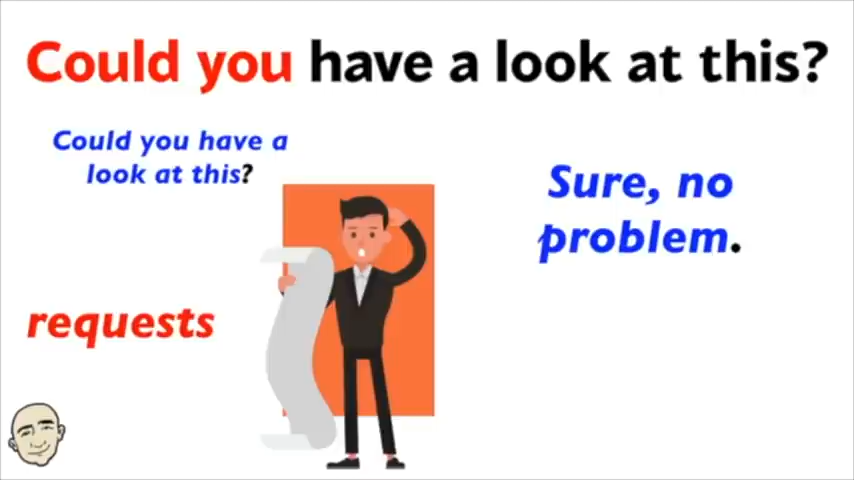 Could you have a look at this?
Could you have a
look at this?
Sure, no
problem.
requests